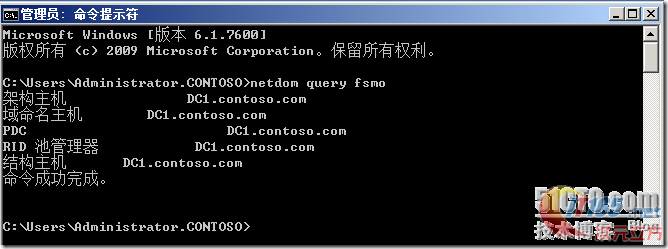 管理员: 命令提示符
Microsoft Windows [版本 6.1.7600]
版权所有 (c) 2009 Microsoft Corporation。保留所有权利。
C:\Users\Administrator.CONTOSO>netdom query fsmo
架构主机 DC1.contoso.com
域命名主机 DC1.contoso.com
PDC DC1.contoso.com
RID 池管理器 DC1.contoso.com
结构主机 DC1.contoso.com
命令成功完成。
C:\Users\Administrator.CONTOSO>
51CTO.com
技术博客 Blog